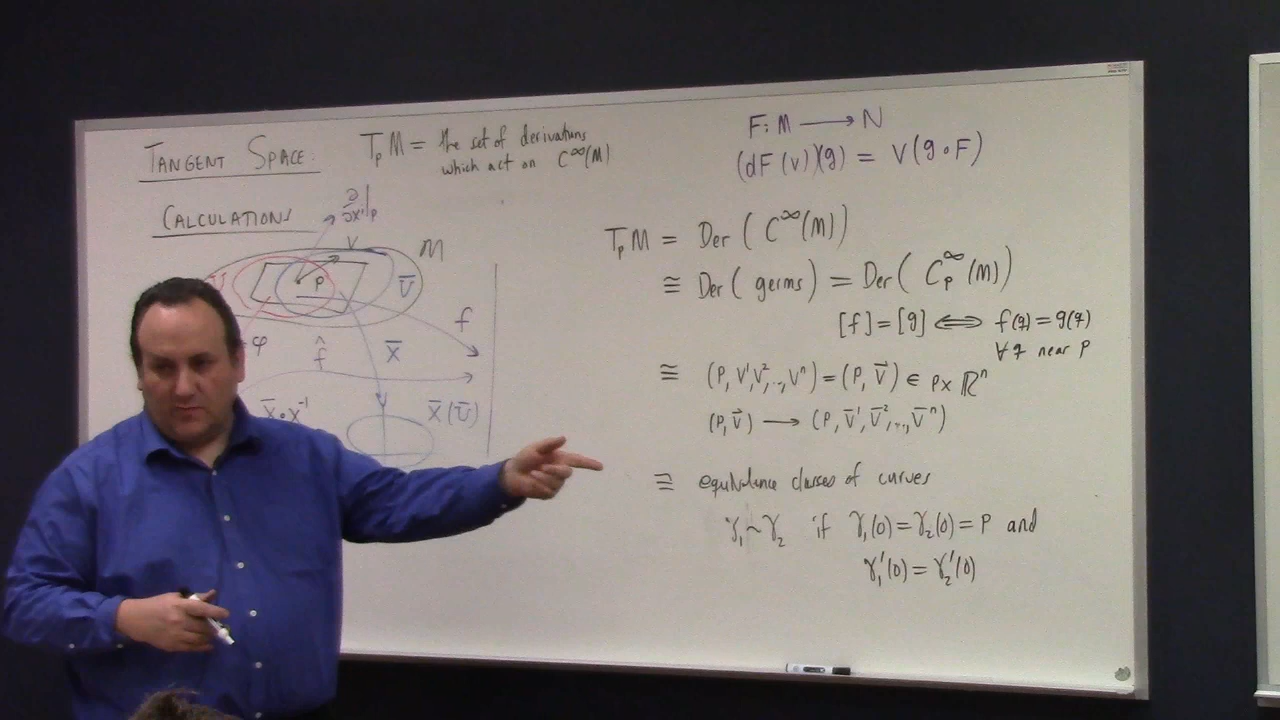 TANGENT SPACE:
TₚM = the set of derivations
which act on C^∞(M)
F: M ⟶ N
(dF(v))(g) = V(g∘F)
CALCULATIONS
∂/∂x¹|ₚ
V
M
U
P
Ū
φ
f̂
X̄
f
X̄∘X⁻¹
X̄(Ū)
TₚM = Der(C^∞(M))
≅ Der(germs) = Der(Cₚ^∞(M))
[f]=[g] ⟺ f(q)=g(q)
∀ q near P
≅ (P, V¹,V²,..,Vⁿ)=(P, V⃗) ∈ P×ℝⁿ
(P,V⃗) ⟶ (P, V̄¹,V̄²,..,V̄ⁿ)
≅ equivalence classes of curves
γ₁~γ₂ if γ₁(0)=γ₂(0)=P and
γ₁'(0)=γ₂'(0)